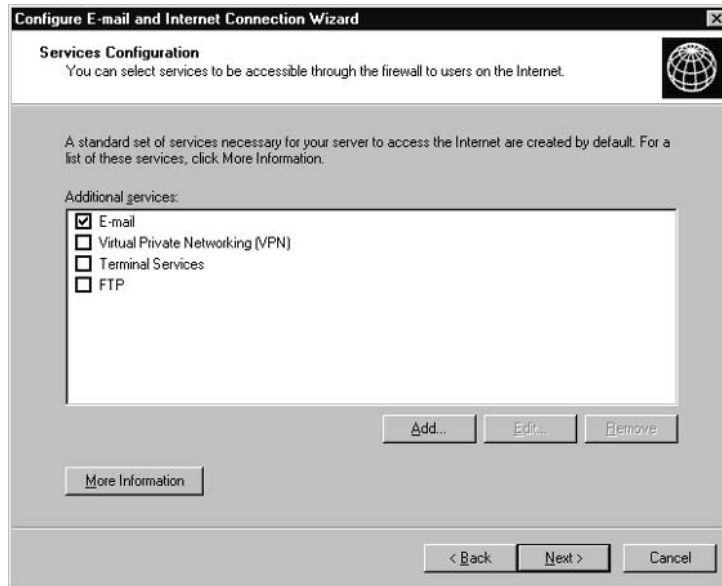 Configure E-mail and Internet Connection Wizard
Services Configuration
You can select services to be accessible through the firewall to users on the Internet.
A standard set of services necessary for your server to access the Internet are created by default. For a
list of these services, click More Information.
Additional services:
E-mail
Virtual Private Networking (VPN)
Terminal Services
FTP
Add...
Edit...
Remove
More Information
< Back
Next >
Cancel